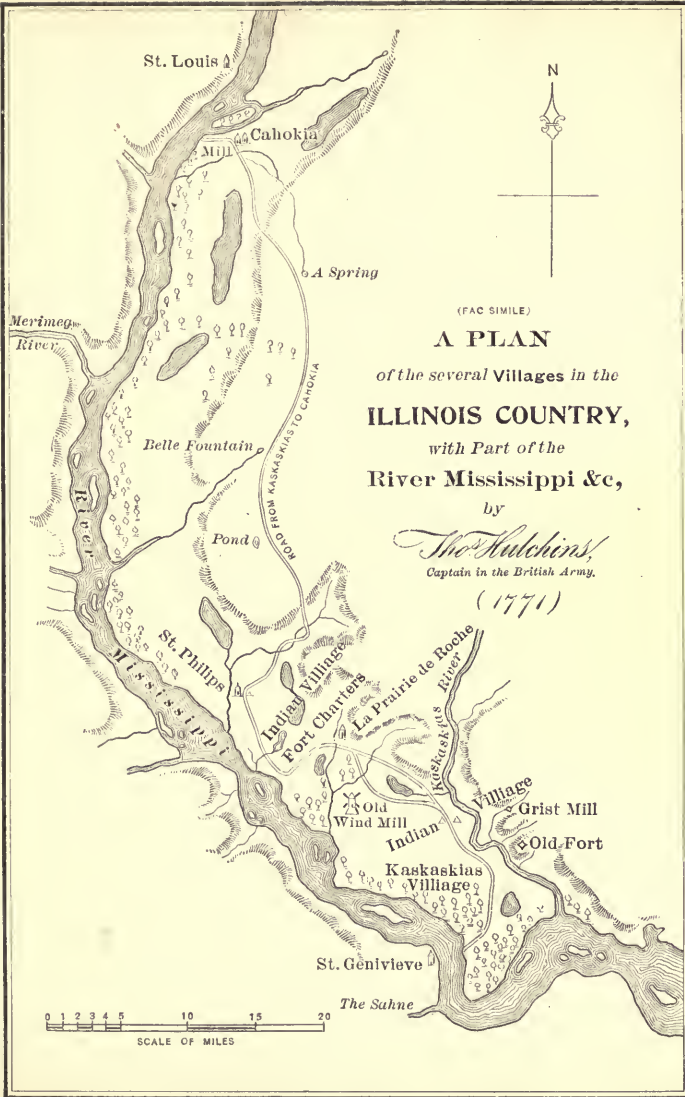 St. Louis
N
Cahokia
Mill
A Spring
Merimeg
River
(FAC SIMILE)
A PLAN
of the several Villages in the
ILLINOIS COUNTRY,
with Part of the
River Mississippi &c,
by
Thos Hutchins,
Captain in the British Army.
(1771)
ROAD FROM KASKASKIAS TO CAHOKIA
Belle Fountain
River
Pond
St. Philips
Mississippi
Indian Villiage
Fort Charters
La Prairie de Roche
Kaskaskias River
Old
Wind Mill
Indian Villiage
Grist Mill
Old Fort
Kaskaskias
Villiage
St. Genivieve
The Saline
0 1 2 3 4 5 10 15 20
SCALE OF MILES